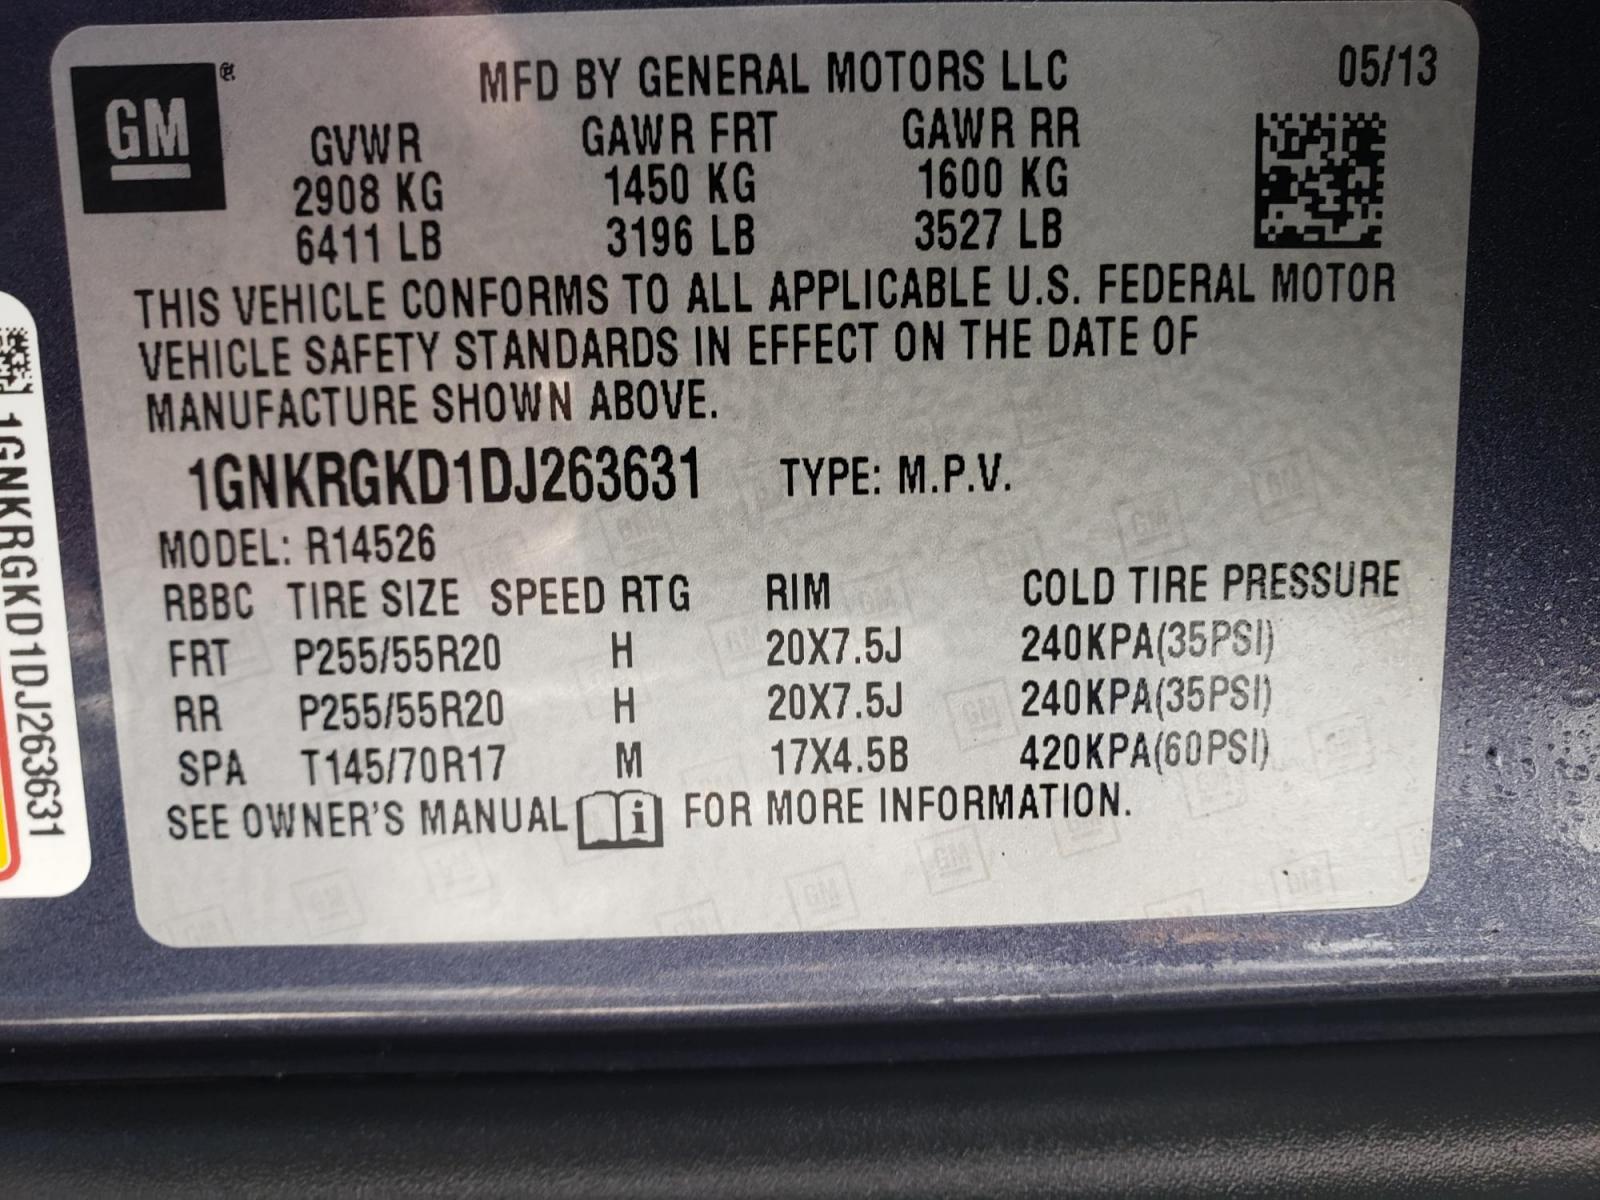 GM ®
MFD BY GENERAL MOTORS LLC 05/13
GVWR GAWR FRT GAWR RR
2908 KG 1450 KG 1600 KG
6411 LB 3196 LB 3527 LB
THIS VEHICLE CONFORMS TO ALL APPLICABLE U.S. FEDERAL MOTOR
VEHICLE SAFETY STANDARDS IN EFFECT ON THE DATE OF
MANUFACTURE SHOWN ABOVE.
1GNKRGKD1DJ263631 TYPE: M.P.V.
MODEL: R14526
RBBC TIRE SIZE SPEED RTG RIM COLD TIRE PRESSURE
FRT P255/55R20 H 20X7.5J 240KPA(35PSI)
RR P255/55R20 H 20X7.5J 240KPA(35PSI)
SPA T145/70R17 M 17X4.5B 420KPA(60PSI)
SEE OWNER'S MANUAL i FOR MORE INFORMATION.
1GNKRGKD1DJ263631